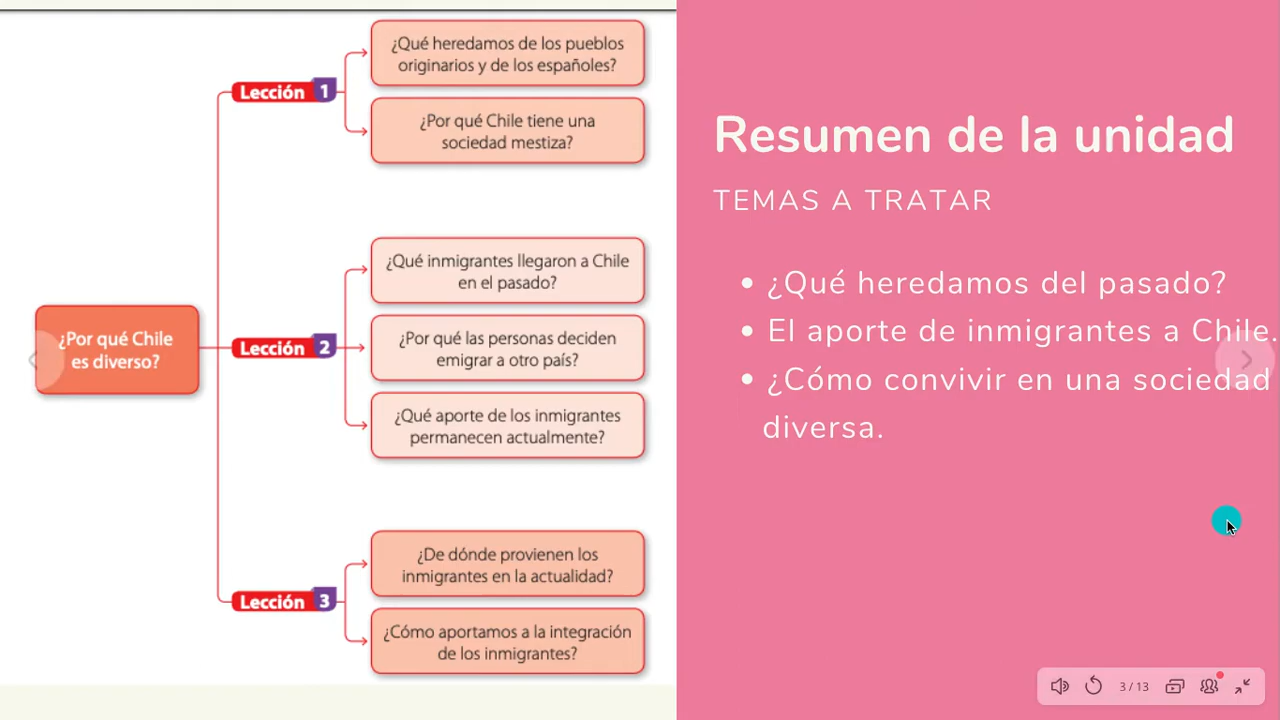 ¿Por qué Chile
es diverso?
Lección 1
¿Qué heredamos de los pueblos
originarios y de los españoles?
¿Por qué Chile tiene una
sociedad mestiza?
Lección 2
¿Qué inmigrantes llegaron a Chile
en el pasado?
¿Por qué las personas deciden
emigrar a otro país?
¿Qué aporte de los inmigrantes
permanecen actualmente?
Lección 3
¿De dónde provienen los
inmigrantes en la actualidad?
¿Cómo aportamos a la integración
de los inmigrantes?
Resumen de la unidad
TEMAS A TRATAR
• ¿Qué heredamos del pasado?
• El aporte de inmigrantes a Chile.
• ¿Cómo convivir en una sociedad
diversa.
3 / 13